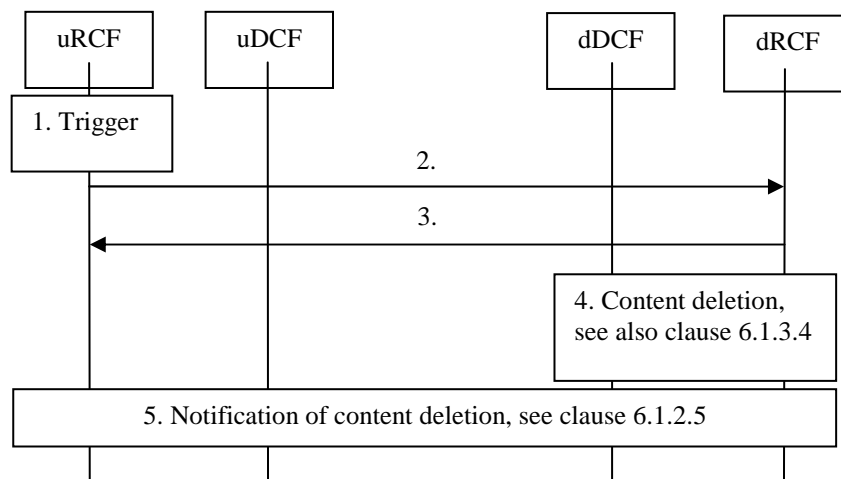 uRCF
uDCF
dDCF
dRCF
1. Trigger
2.
3.
4. Content deletion,
see also clause 6.1.3.4
5. Notification of content deletion, see clause 6.1.2.5